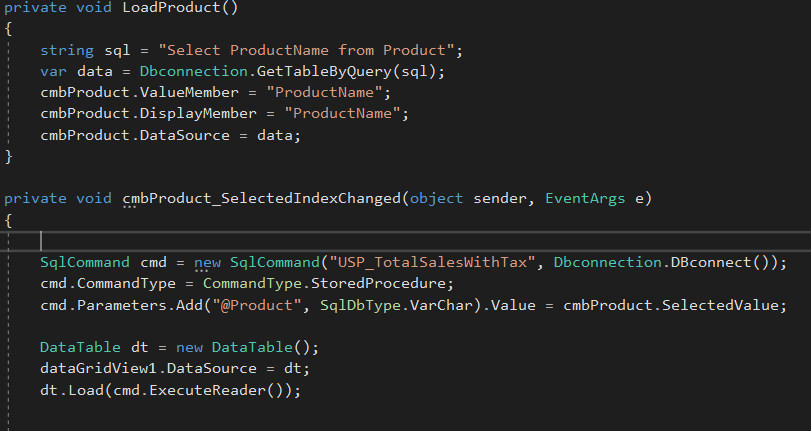 private void LoadProduct()
{
string sql = "Select ProductName from Product";
var data = Dbconnection.GetTableByQuery(sql);
cmbProduct.ValueMember = "ProductName";
cmbProduct.DisplayMember = "ProductName";
cmbProduct.DataSource = data;
}
private void cmbProduct_SelectedIndexChanged(object sender, EventArgs e)
{
SqlCommand cmd = new SqlCommand("USP_TotalSalesWithTax", Dbconnection.DBconnect());
cmd.CommandType = CommandType.StoredProcedure;
cmd.Parameters.Add("@Product", SqlDbType.VarChar).Value = cmbProduct.SelectedValue;
DataTable dt = new DataTable();
dataGridView1.DataSource = dt;
dt.Load(cmd.ExecuteReader());